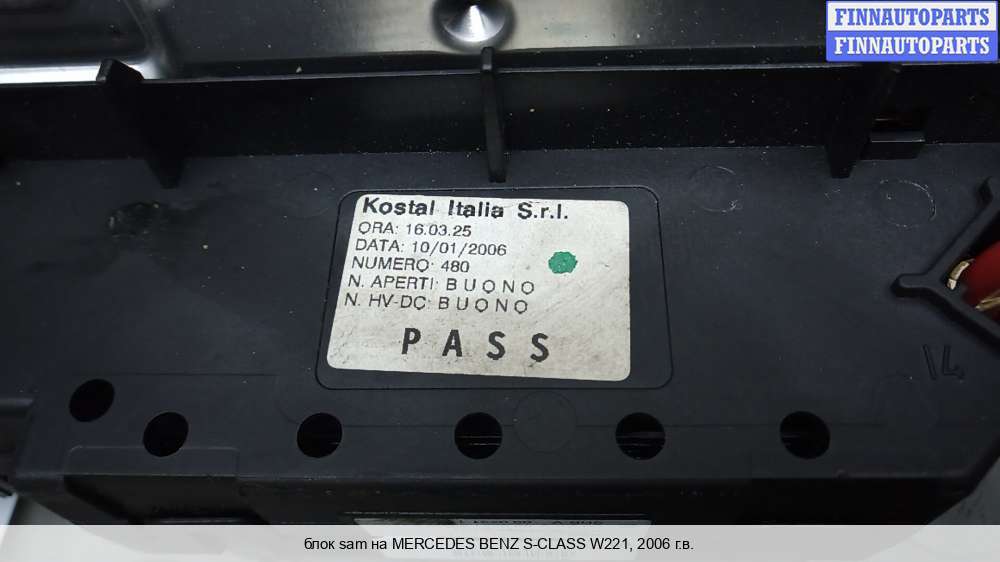 FINNAUTOPARTS
FINNAUTOPARTS
Kostal Italia S.r.l.
ORA: 16.03.25
DATA: 10/01/2006
NUMERO: 480
N. APERTI: BUONO
N. HV-DC: BUONO
PASS
14
блок sam на MERCEDES BENZ S-CLASS W221, 2006 г.в.